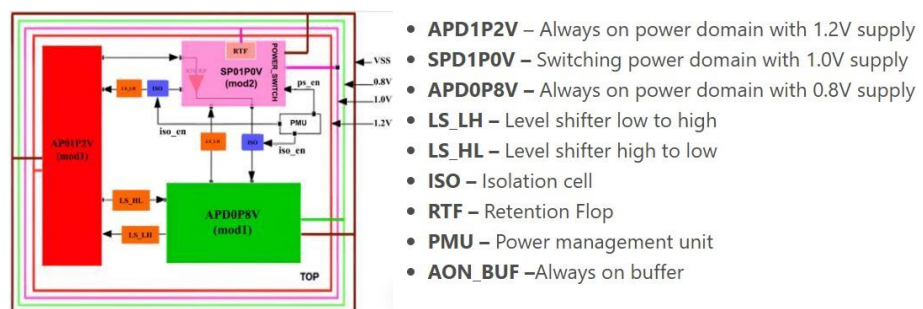 RTF
SP01P0V
(mod2)
POWER_SWITCH
VSS
0.8V
1.0V
1.2V
ps_en
PMU
LS_LH
ISO
iso_en
iso_en
AP01P2V
(mod3)
LS_LH
ISO
LS_HL
LS_LH
APD0P8V
(mod1)
TOP
• APD1P2V – Always on power domain with 1.2V supply
• SPD1P0V – Switching power domain with 1.0V supply
• APD0P8V – Always on power domain with 0.8V supply
• LS_LH – Level shifter low to high
• LS_HL – Level shifter high to low
• ISO – Isolation cell
• RTF – Retention Flop
• PMU – Power management unit
• AON_BUF –Always on buffer